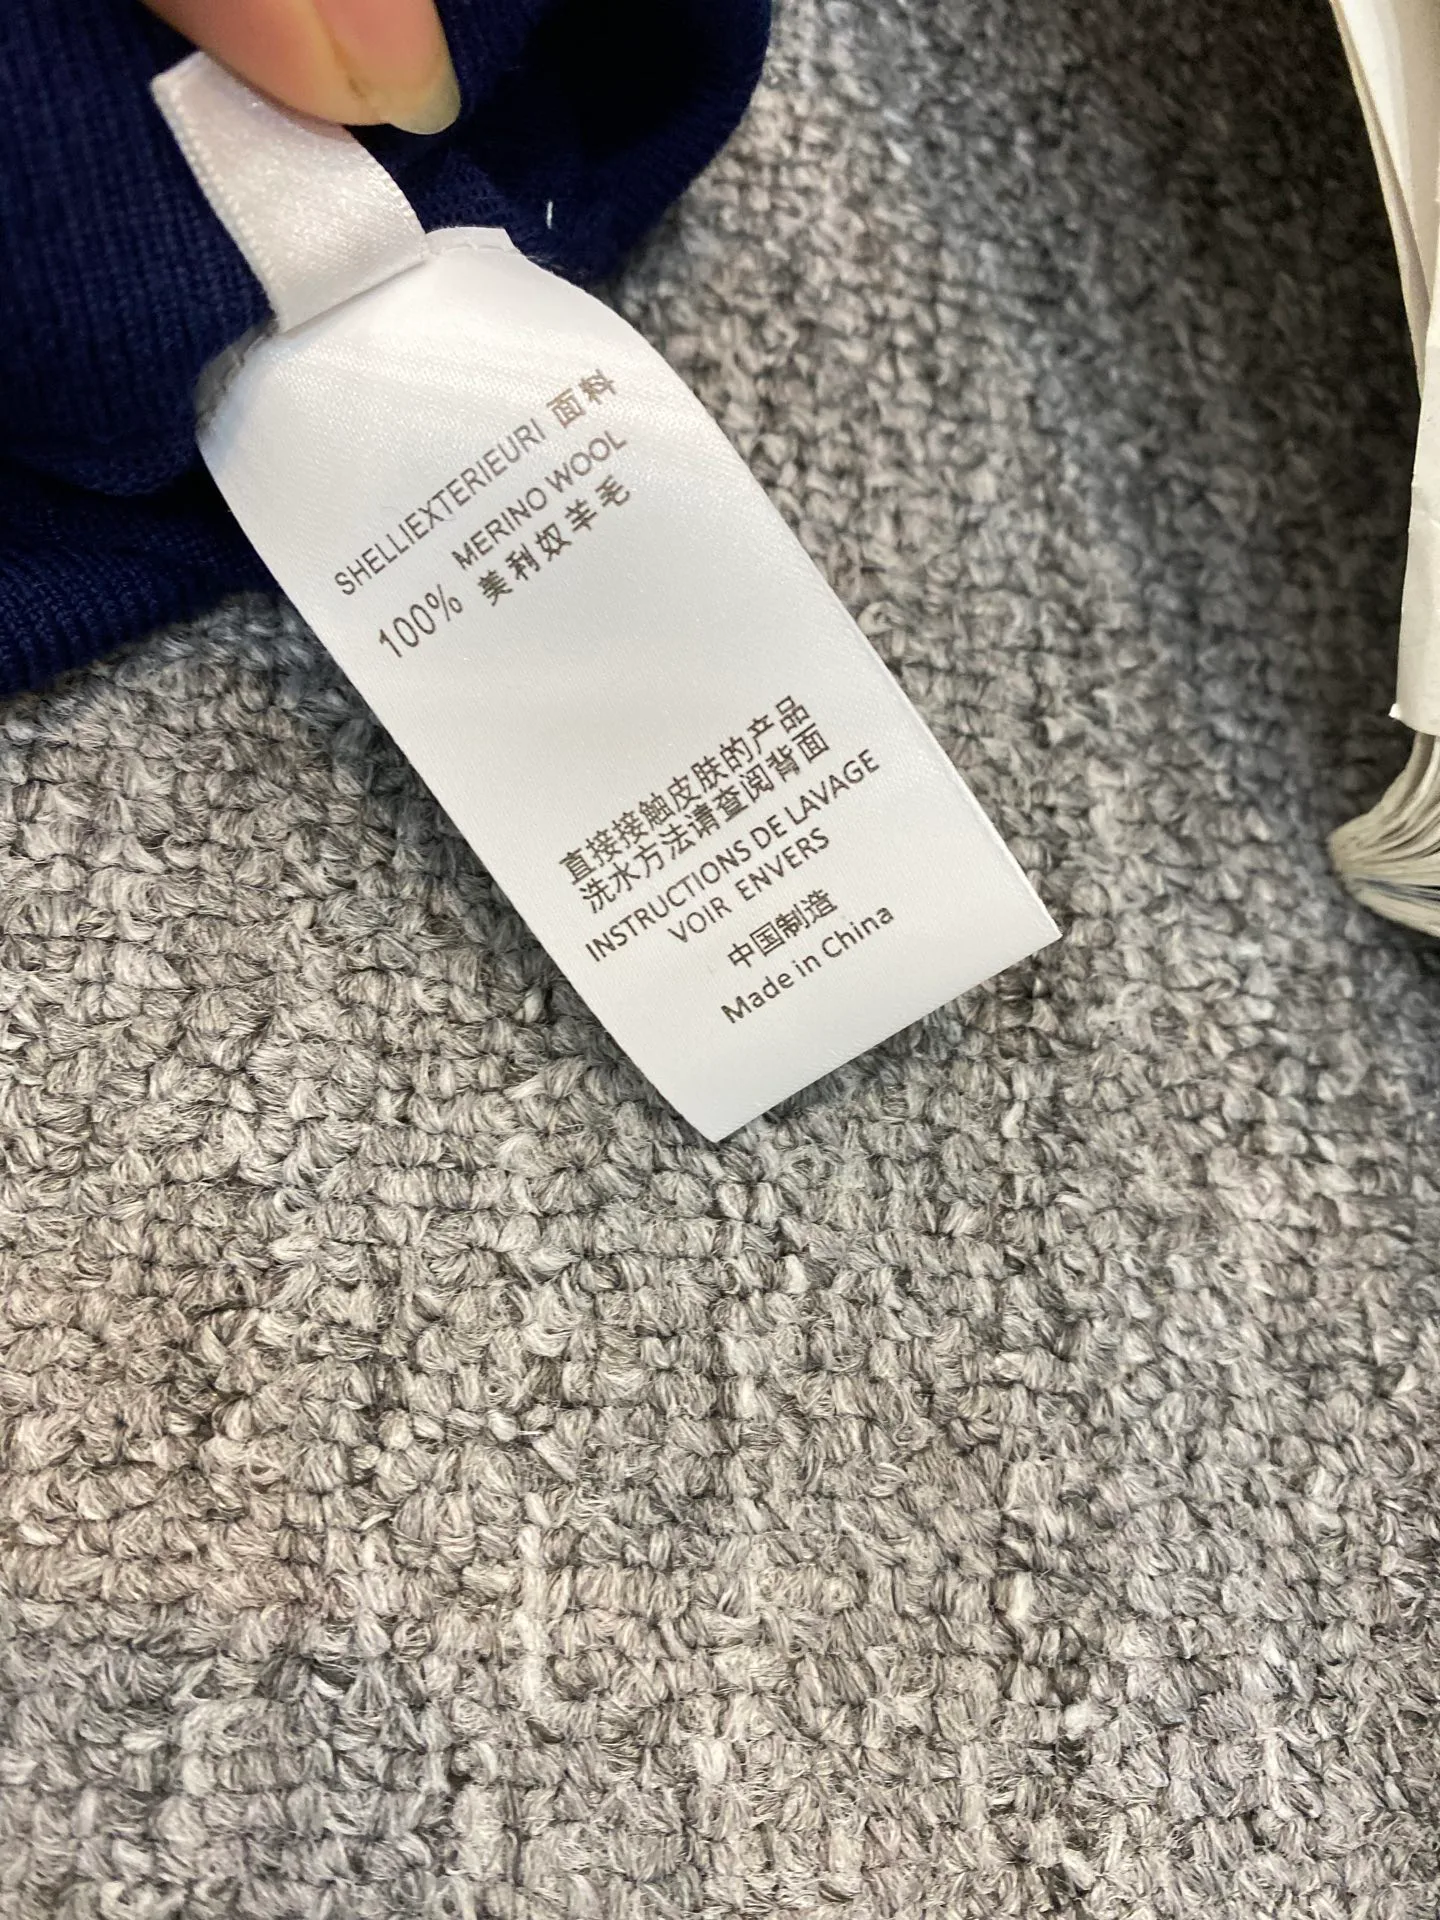 SHELLIEXTERIEURI 面料
100% MERINO WOOL
美利奴羊毛
直接接触皮肤的产品
洗水方法请查阅背面
INSTRUCTIONS DE LAVAGE
VOIR ENVERS
中国制造
Made in China